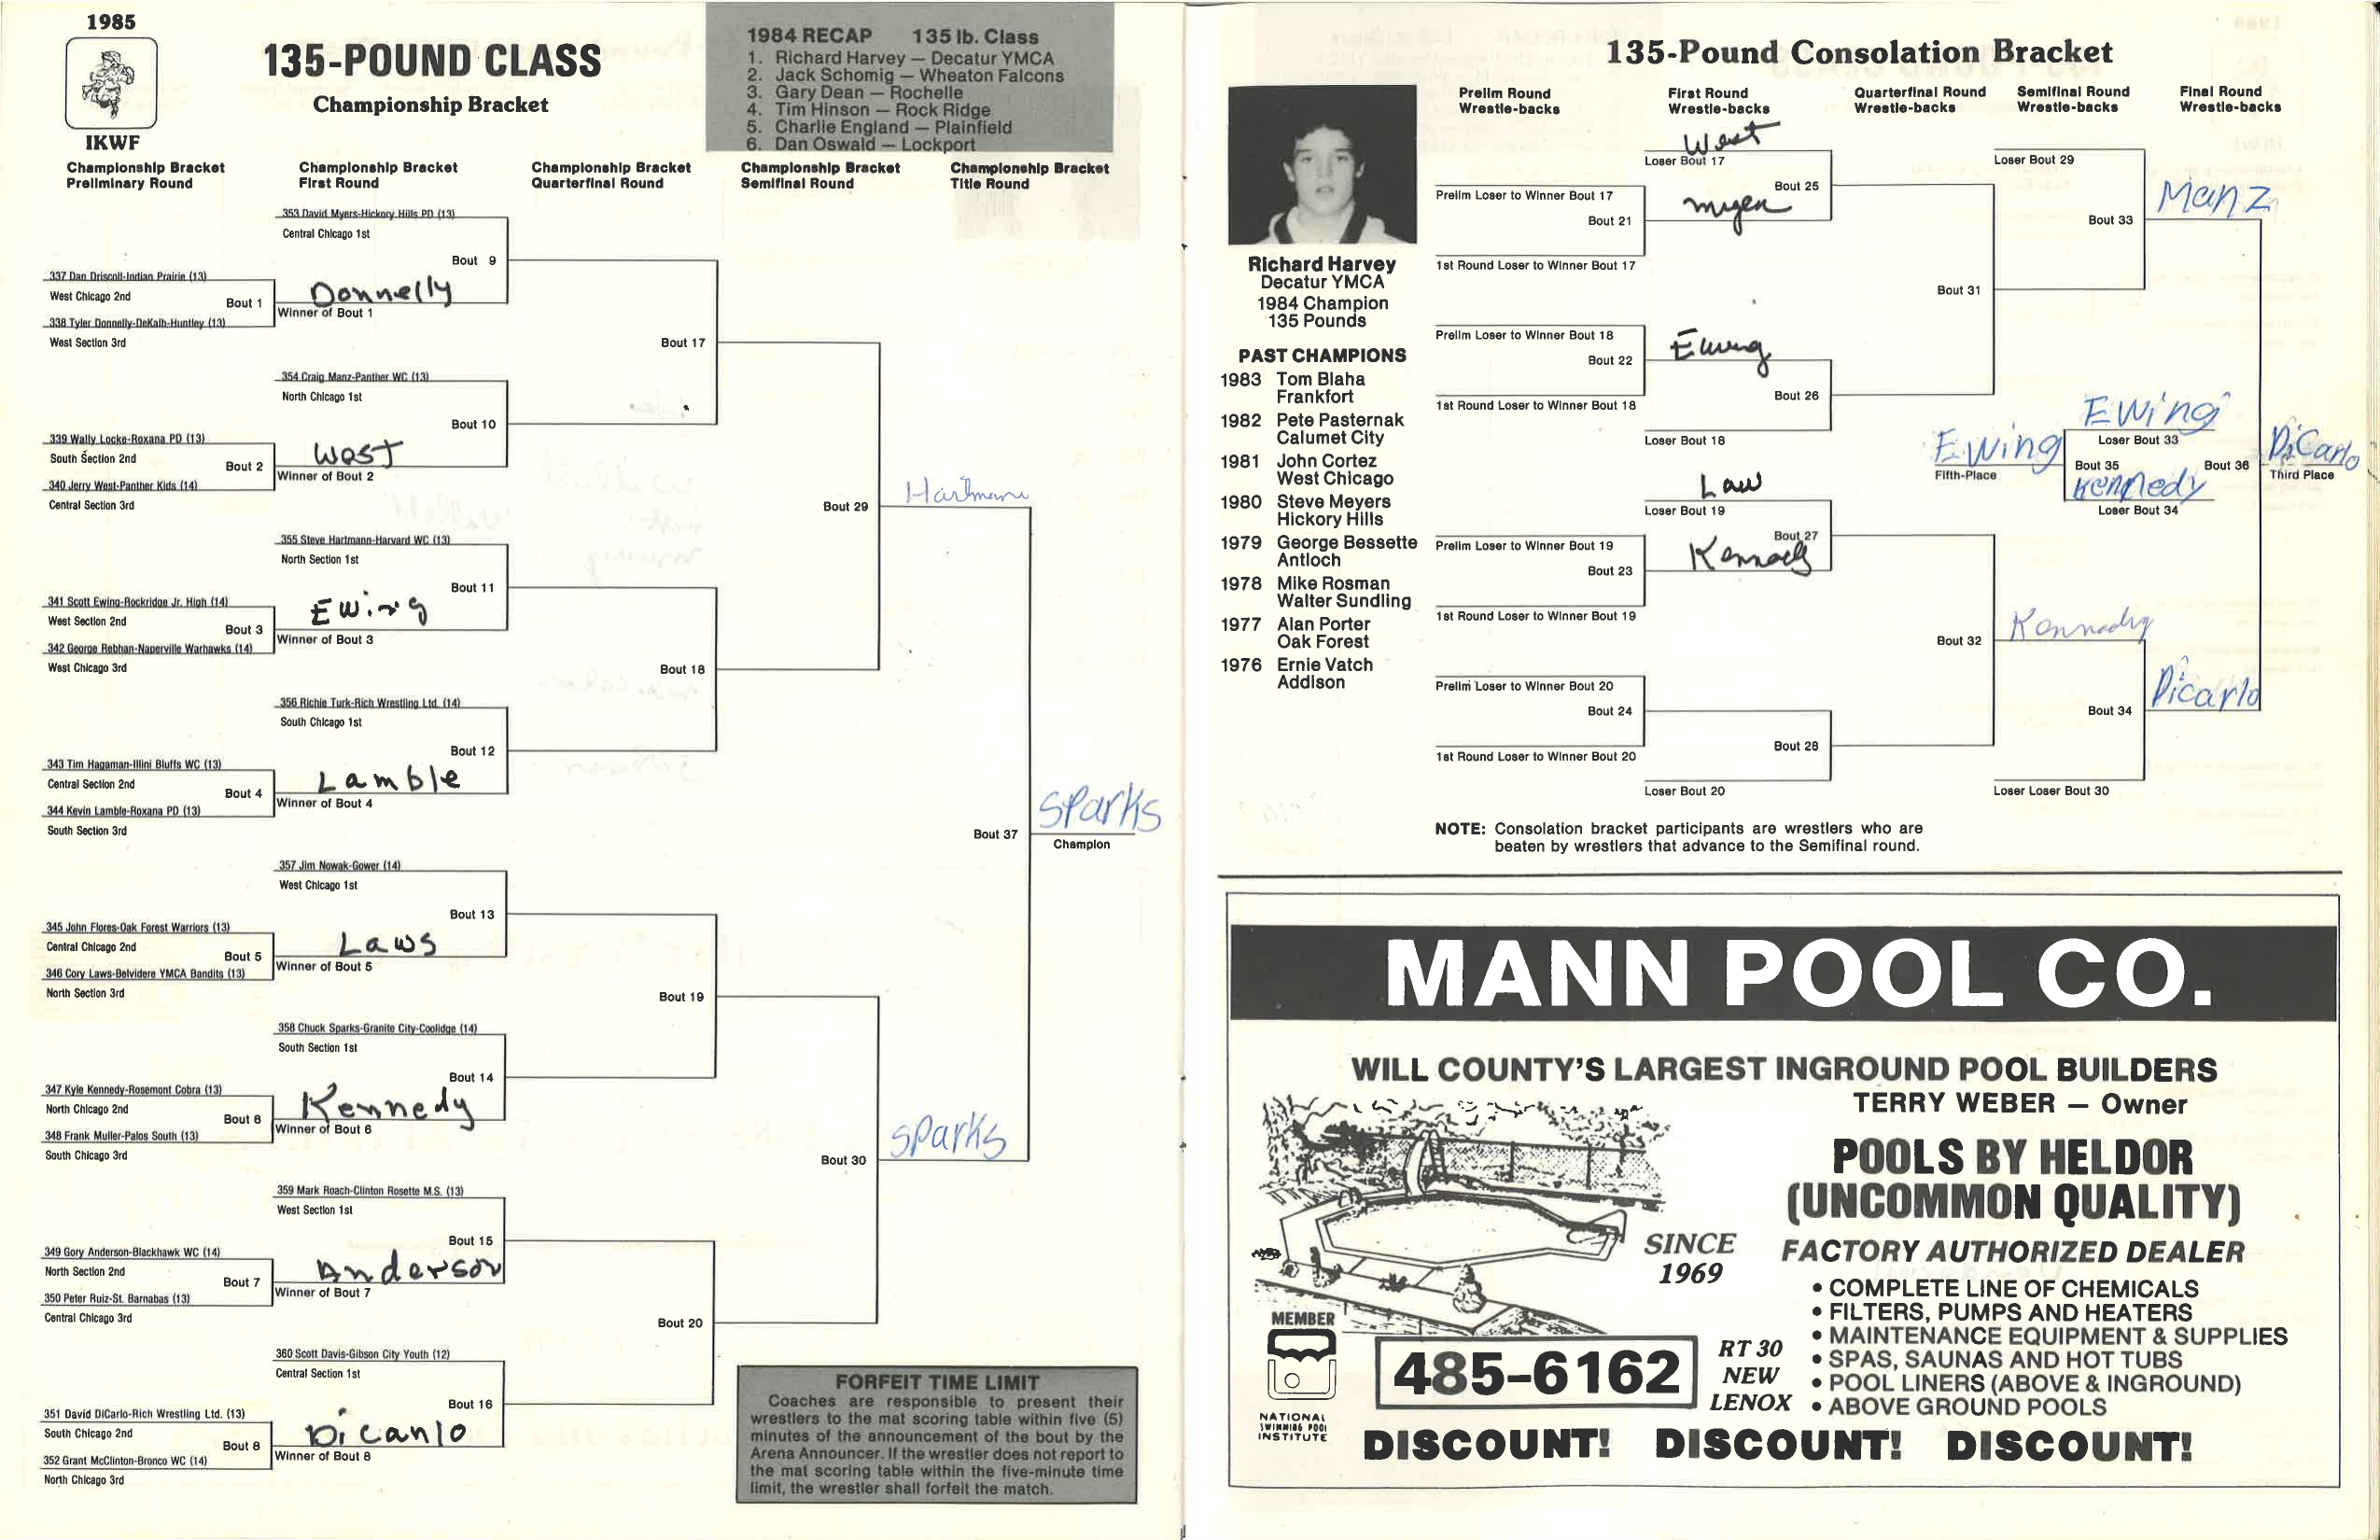 1985
IKWF
135-POUND CLASS
Championship Bracket
1984 RECAP 135 lb. Class
1. Richard Harvey — Decatur YMCA
2. Jack Schomig — Wheaton Falcons
3. Gary Dean — Rochelle
4. Tim Hinson — Rock Ridge
5. Charlie England — Plainfield
6. Dan Oswald — Lockport
Championship Bracket
Preliminary Round
Championship Bracket
First Round
Championship Bracket
Quarterfinal Round
Championship Bracket
Semifinal Round
Championship Bracket
Title Round
353 David Myers-Hickory Hills PD (13)
Central Chicago 1st
Bout 9
337 Dan Driscoll-Indian Prairie (13)
West Chicago 2nd
Bout 1
Donnelly
Winner of Bout 1
338 Tyler Donnelly-DeKalb-Huntley (13)
West Section 3rd
Bout 17
354 Craig Manz-Panther WC (13)
North Chicago 1st
Bout 10
339 Wally Locke-Roxana PD (13)
South Section 2nd
Bout 2
West
Winner of Bout 2
340 Jerry West-Panther Kids (14)
Central Section 3rd
Bout 29
Hartmann
355 Steve Hartmann-Harvard WC (13)
North Section 1st
Bout 11
341 Scott Ewing-Rockridge Jr. High (14)
West Section 2nd
Bout 3
Ewing
Winner of Bout 3
342 George Rebhan-Naperville Warhawks (14)
West Chicago 3rd
Bout 18
356 Richie Turk-Rich Wrestling Ltd. (14)
South Chicago 1st
Bout 12
343 Tim Hagaman-Illini Bluffs WC (13)
Central Section 2nd
Bout 4
Lamble
Winner of Bout 4
344 Kevin Lamble-Roxana PD (13)
South Section 3rd
Bout 37
Sparks
Champion
357 Jim Nowak-Gower (14)
West Chicago 1st
Bout 13
345 John Flores-Oak Forest Warriors (13)
Central Chicago 2nd
Bout 5
Laws
Winner of Bout 5
346 Cory Laws-Belvidere YMCA Bandits (13)
North Section 3rd
Bout 19
358 Chuck Sparks-Granite City-Coolidge (14)
South Section 1st
Bout 14
347 Kyle Kennedy-Rosemont Cobra (13)
North Chicago 2nd
Bout 6
Kennedy
Winner of Bout 6
348 Frank Muller-Palos South (13)
South Chicago 3rd
Bout 30
Sparks
359 Mark Roach-Clinton Rosette M.S. (13)
West Section 1st
Bout 15
349 Gory Anderson-Blackhawk WC (14)
North Section 2nd
Bout 7
Anderson
Winner of Bout 7
350 Peter Ruiz-St. Barnabas (13)
Central Chicago 3rd
Bout 20
360 Scott Davis-Gibson City Youth (12)
Central Section 1st
Bout 16
351 David DiCarlo-Rich Wrestling Ltd. (13)
South Chicago 2nd
Bout 8
Dicarlo
Winner of Bout 8
352 Grant McClinton-Bronco WC (14)
North Chicago 3rd
FORFEIT TIME LIMIT
Coaches are responsible to present their
wrestlers to the mat scoring table within five (5)
minutes of the announcement of the bout by the
Arena Announcer. If the wrestler does not report to
the mat scoring table within the five-minute time
limit, the wrestler shall forfeit the match.
135-Pound Consolation Bracket
Prelim Round
Wrestle-backs
First Round
Wrestle-backs
Quarterfinal Round
Wrestle-backs
Semifinal Round
Wrestle-backs
Final Round
Wrestle-backs
Richard Harvey
Decatur YMCA
1984 Champion
135 Pounds
PAST CHAMPIONS
1983 Tom Blaha
Frankfort
1982 Pete Pasternak
Calumet City
1981 John Cortez
West Chicago
1980 Steve Meyers
Hickory Hills
1979 George Bessette
Antioch
1978 Mike Rosman
Walter Sundling
1977 Alan Porter
Oak Forest
1976 Ernie Vatch
Addison
West
Loser Bout 17
Bout 25
Prelim Loser to Winner Bout 17
Bout 21
Myers
1st Round Loser to Winner Bout 17
Loser Bout 29
Manz
Bout 33
Bout 31
Prelim Loser to Winner Bout 18
Bout 22
Ewing
1st Round Loser to Winner Bout 18
Bout 26
Loser Bout 18
Ewing
Loser Bout 33
Ewing
Fifth-Place
Bout 35
Kennedy
Loser Bout 34
Bout 36
DiCarlo
Third Place
Law
Loser Bout 19
Bout 27
Prelim Loser to Winner Bout 19
Bout 23
Kennedy
1st Round Loser to Winner Bout 19
Bout 32
Kennedy
Prelim Loser to Winner Bout 20
Bout 24
1st Round Loser to Winner Bout 20
Bout 28
Loser Bout 20
Bout 34
Dicarlo
Loser Loser Bout 30
NOTE: Consolation bracket participants are wrestlers who are
beaten by wrestlers that advance to the Semifinal round.
MANN POOL CO.
WILL COUNTY'S LARGEST INGROUND POOL BUILDERS
TERRY WEBER — Owner
POOLS BY HELDOR
(UNCOMMON QUALITY)
SINCE
1969
FACTORY AUTHORIZED DEALER
• COMPLETE LINE OF CHEMICALS
• FILTERS, PUMPS AND HEATERS
• MAINTENANCE EQUIPMENT & SUPPLIES
• SPAS, SAUNAS AND HOT TUBS
• POOL LINERS (ABOVE & INGROUND)
• ABOVE GROUND POOLS
MEMBER
NATIONAL
SWIMMING POOL
INSTITUTE
485-6162
RT 30
NEW
LENOX
DISCOUNT! DISCOUNT! DISCOUNT!